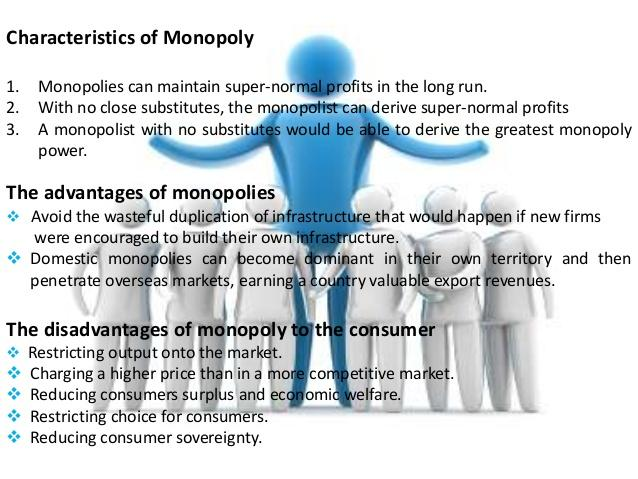 Characteristics of Monopoly
1. Monopolies can maintain super-normal profits in the long run.
2. With no close substitutes, the monopolist can derive super-normal profits
3. A monopolist with no substitutes would be able to derive the greatest monopoly
power.
The advantages of monopolies
❖ Avoid the wasteful duplication of infrastructure that would happen if new firms
were encouraged to build their own infrastructure.
❖ Domestic monopolies can become dominant in their own territory and then
penetrate overseas markets, earning a country valuable export revenues.
The disadvantages of monopoly to the consumer
❖ Restricting output onto the market.
❖ Charging a higher price than in a more competitive market.
❖ Reducing consumers surplus and economic welfare.
❖ Restricting choice for consumers.
❖ Reducing consumer sovereignty.